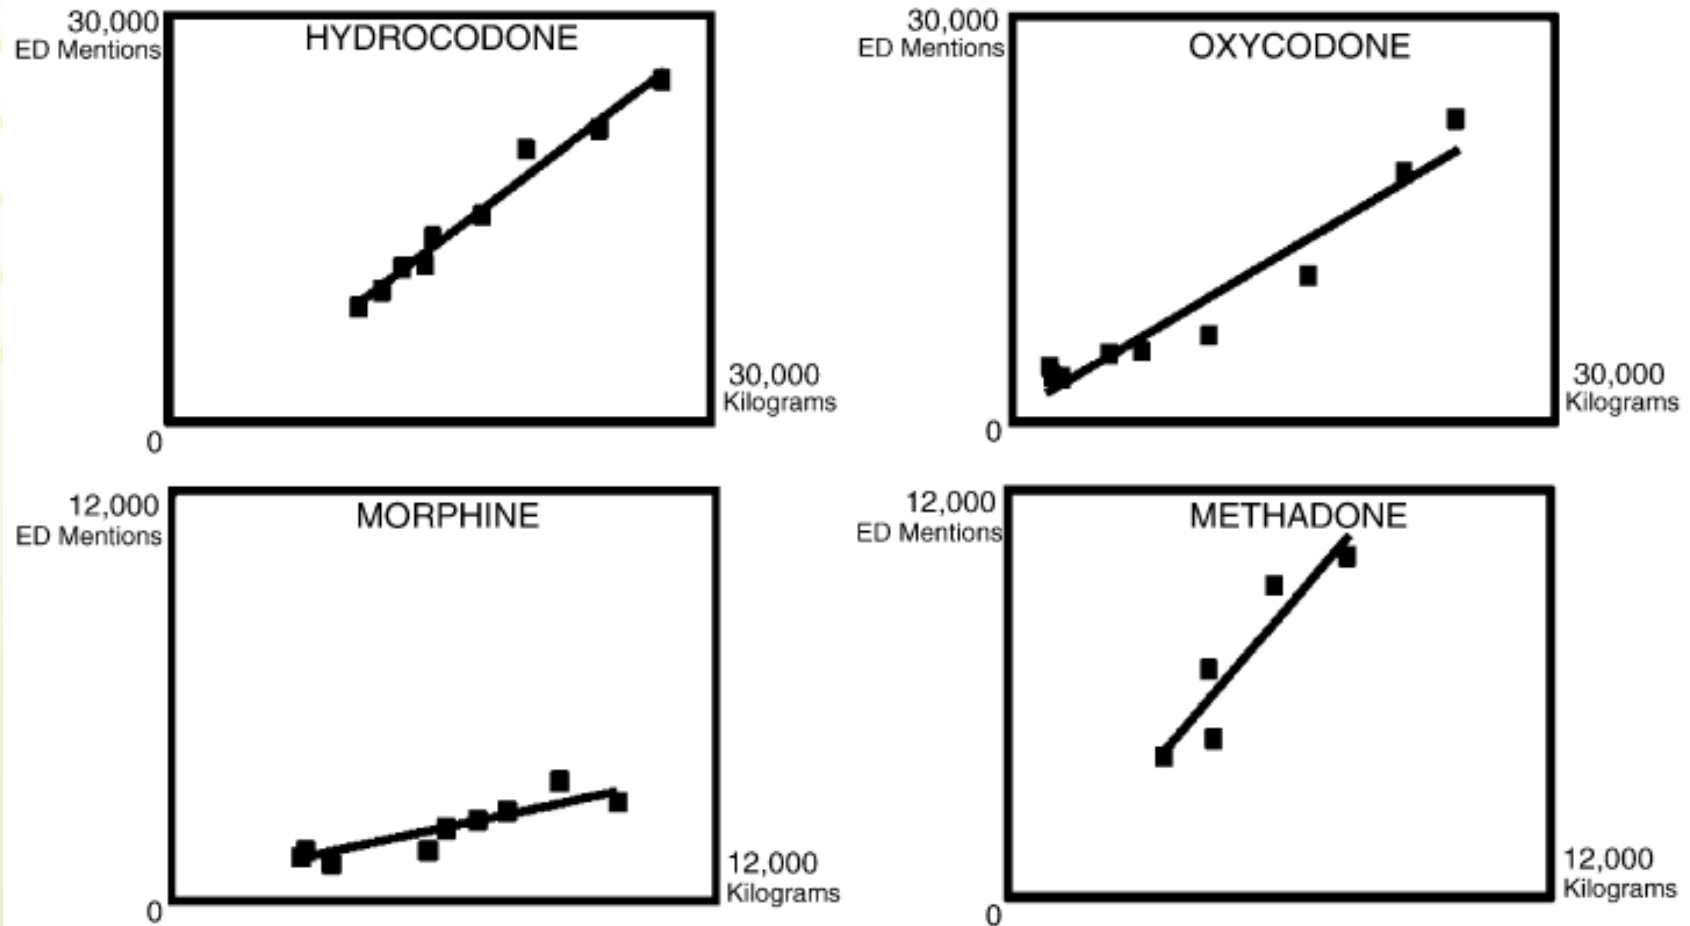 30,000
ED Mentions
HYDROCODONE
30,000
Kilograms
0
30,000
ED Mentions
OXYCODONE
30,000
Kilograms
0
12,000
ED Mentions
MORPHINE
12,000
Kilograms
0
12,000
ED Mentions
METHADONE
12,000
Kilograms
0